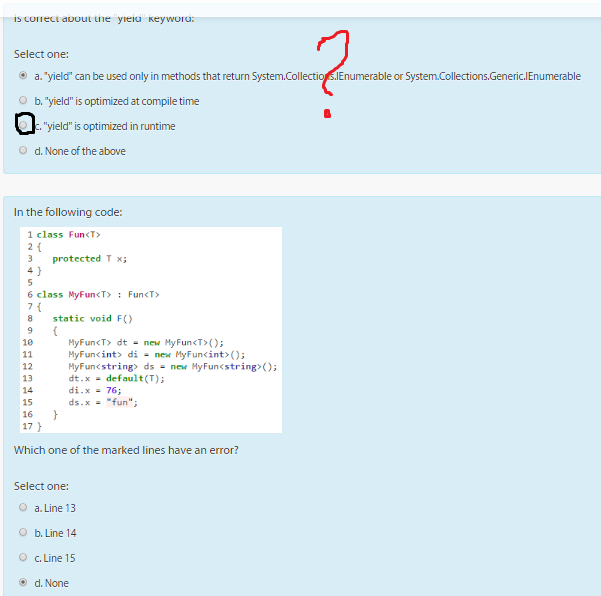 is correct about the "yield" keyword:
Select one:
a. "yield" can be used only in methods that return System.Collections.IEnumerable or System.Collections.Generic.IEnumerable
b. "yield" is optimized at compile time
c. "yield" is optimized in runtime
d. None of the above
In the following code:
1 class Fun<T>
2 {
3 protected T x;
4 }
5
6 class MyFun<T> : Fun<T>
7 {
8 static void F()
9 {
10 MyFun<T> dt = new MyFun<T>();
11 MyFun<int> di = new MyFun<int>();
12 MyFun<string> ds = new MyFun<string>();
13 dt.x = default(T);
14 di.x = 76;
15 ds.x = "fun";
16 }
17 }
Which one of the marked lines have an error?
Select one:
a. Line 13
b. Line 14
c. Line 15
d. None